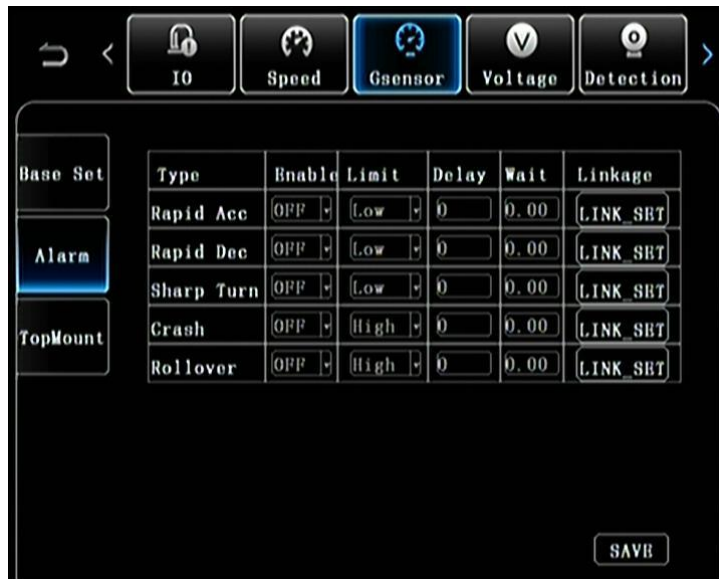 IO Speed Gsensor Voltage Detection
Base Set
Alarm
TopMount
Type Enable Limit Delay Wait Linkage
Rapid Acc OFF Low 0 0.00 LINK_SET
Rapid Dec OFF Low 0 0.00 LINK_SET
Sharp Turn OFF Low 0 0.00 LINK_SET
Crash OFF High 0 0.00 LINK_SET
Rollover OFF High 0 0.00 LINK_SET
SAVE